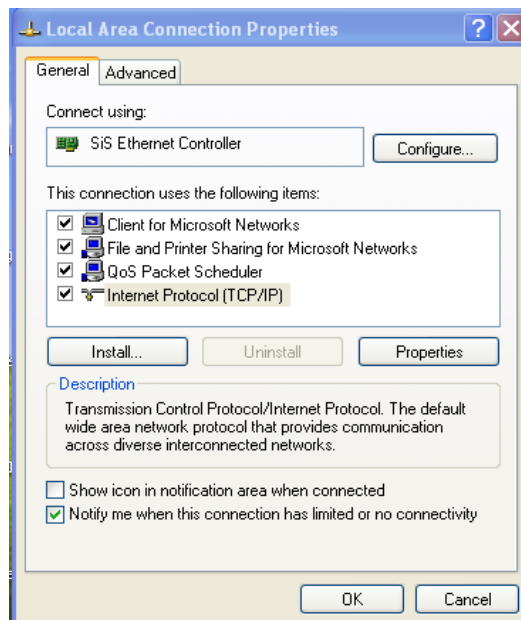 Local Area Connection Properties
General
Advanced
Connect using:
SiS Ethernet Controller
Configure...
This connection uses the following items:
Client for Microsoft Networks
File and Printer Sharing for Microsoft Networks
QoS Packet Scheduler
Internet Protocol (TCP/IP)
Install...
Uninstall
Properties
Description
Transmission Control Protocol/Internet Protocol. The default
wide area network protocol that provides communication
across diverse interconnected networks.
Show icon in notification area when connected
Notify me when this connection has limited or no connectivity
OK
Cancel